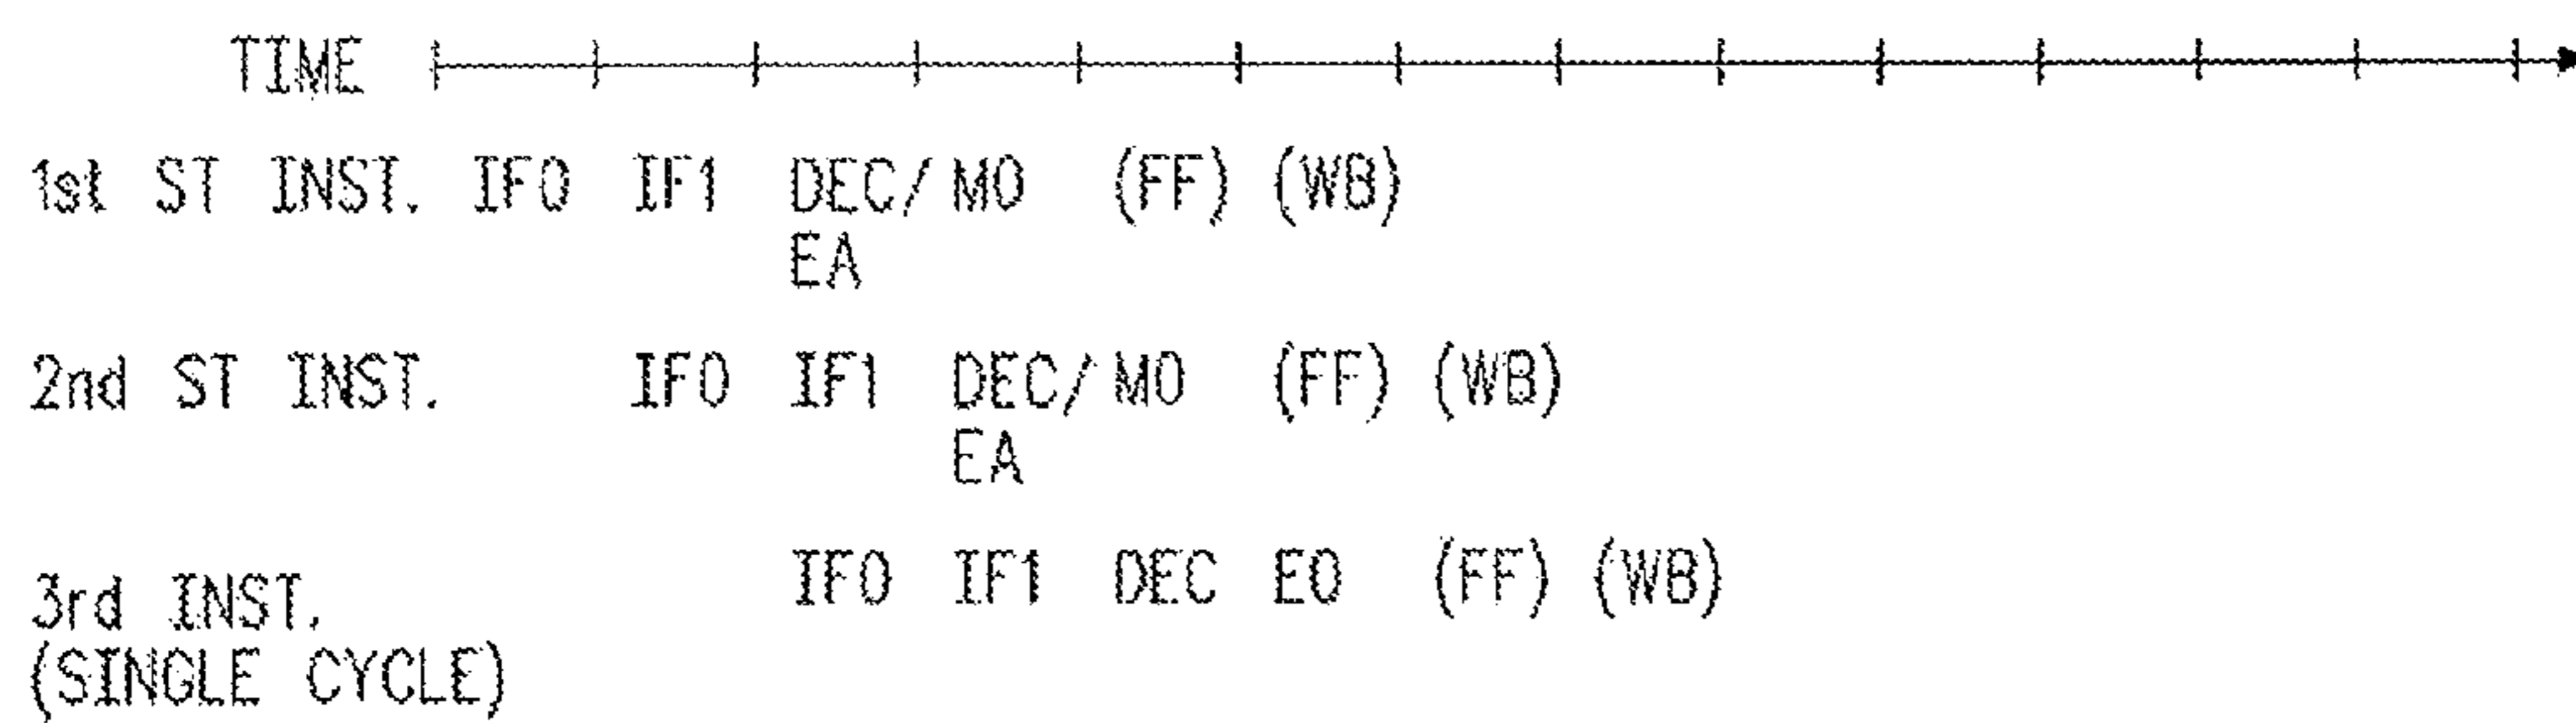 TIME
1st ST INST. IF0 IF1 DEC/ M0 (FF) (WB)
EA
2nd ST INST. IF0 IF1 DEC/ M0 (FF) (WB)
EA
IF0 IF1 DEC E0 (FF) (WB)
3rd INST.
(SINGLE CYCLE)